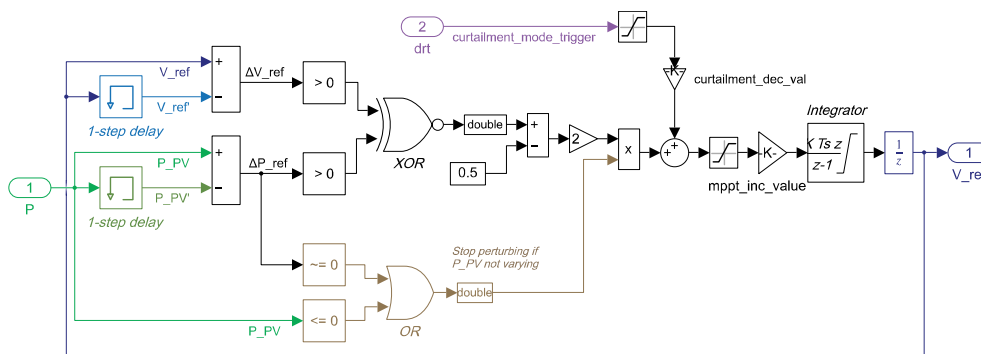 2
drt
curtailment_mode_trigger
-K-
curtailment_dec_val
+
−
V_ref
V_ref'
ΔV_ref
> 0
1-step delay
1
P
+
−
P_PV
P_PV'
ΔP_ref
> 0
1-step delay
XOR
double
0.5
+
−
2
x
+
+
mppt_inc_value
-K-
Integrator
K Ts z
z-1
1
z
1
V_re
~= 0
<= 0
P_PV
OR
double
Stop perturbing if
P_PV not varying